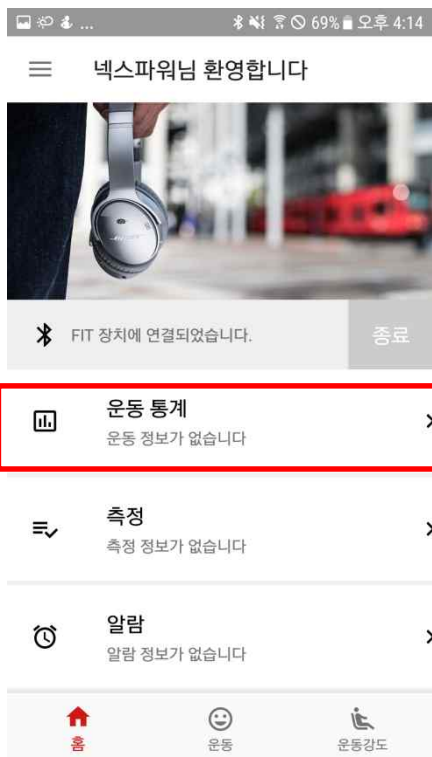 ... 69% 오후 4:14
넥스파워님 환영합니다
FIT 장치에 연결되었습니다. 종료
운동 통계
운동 정보가 없습니다
측정
측정 정보가 없습니다
알람
알람 정보가 없습니다
홈 운동 운동강도